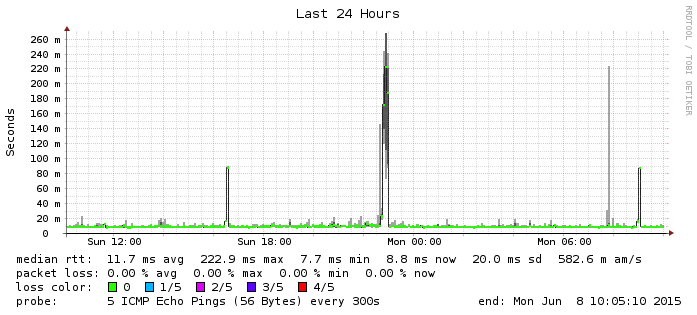 Last 24 Hours
RRDTOOL / TOBI OETIKER
Seconds
260 m
240 m
220 m
200 m
180 m
160 m
140 m
120 m
100 m
80 m
60 m
40 m
20 m
0
Sun 12:00 Sun 18:00 Mon 00:00 Mon 06:00
median rtt: 11.7 ms avg 222.9 ms max 7.7 ms min 8.8 ms now 20.0 ms sd 582.6 m am/s
packet loss: 0.00 % avg 0.00 % max 0.00 % min 0.00 % now
loss color: 0 1/5 2/5 3/5 4/5
probe: 5 ICMP Echo Pings (56 Bytes) every 300s end: Mon Jun 8 10:05:10 2015